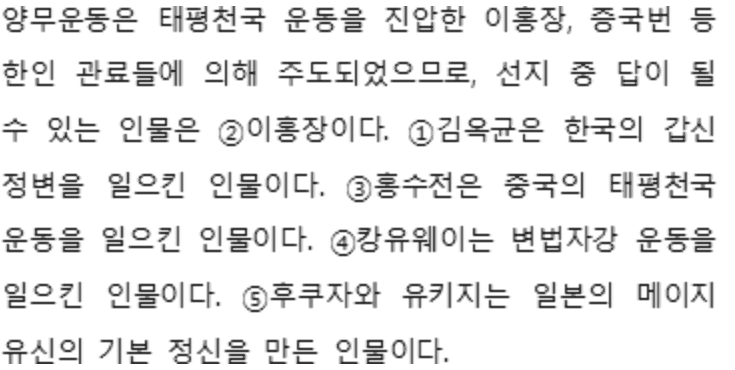 양무운동은 태평천국 운동을 진압한 이홍장, 증국번 등
한인 관료들에 의해 주도되었으므로, 선지 중 답이 될
수 있는 인물은 ②이홍장이다. ①김옥균은 한국의 갑신
정변을 일으킨 인물이다. ③홍수전은 중국의 태평천국
운동을 일으킨 인물이다. ④캉유웨이는 변법자강 운동을
일으킨 인물이다. ⑤후쿠자와 유키지는 일본의 메이지
유신의 기본 정신을 만든 인물이다.